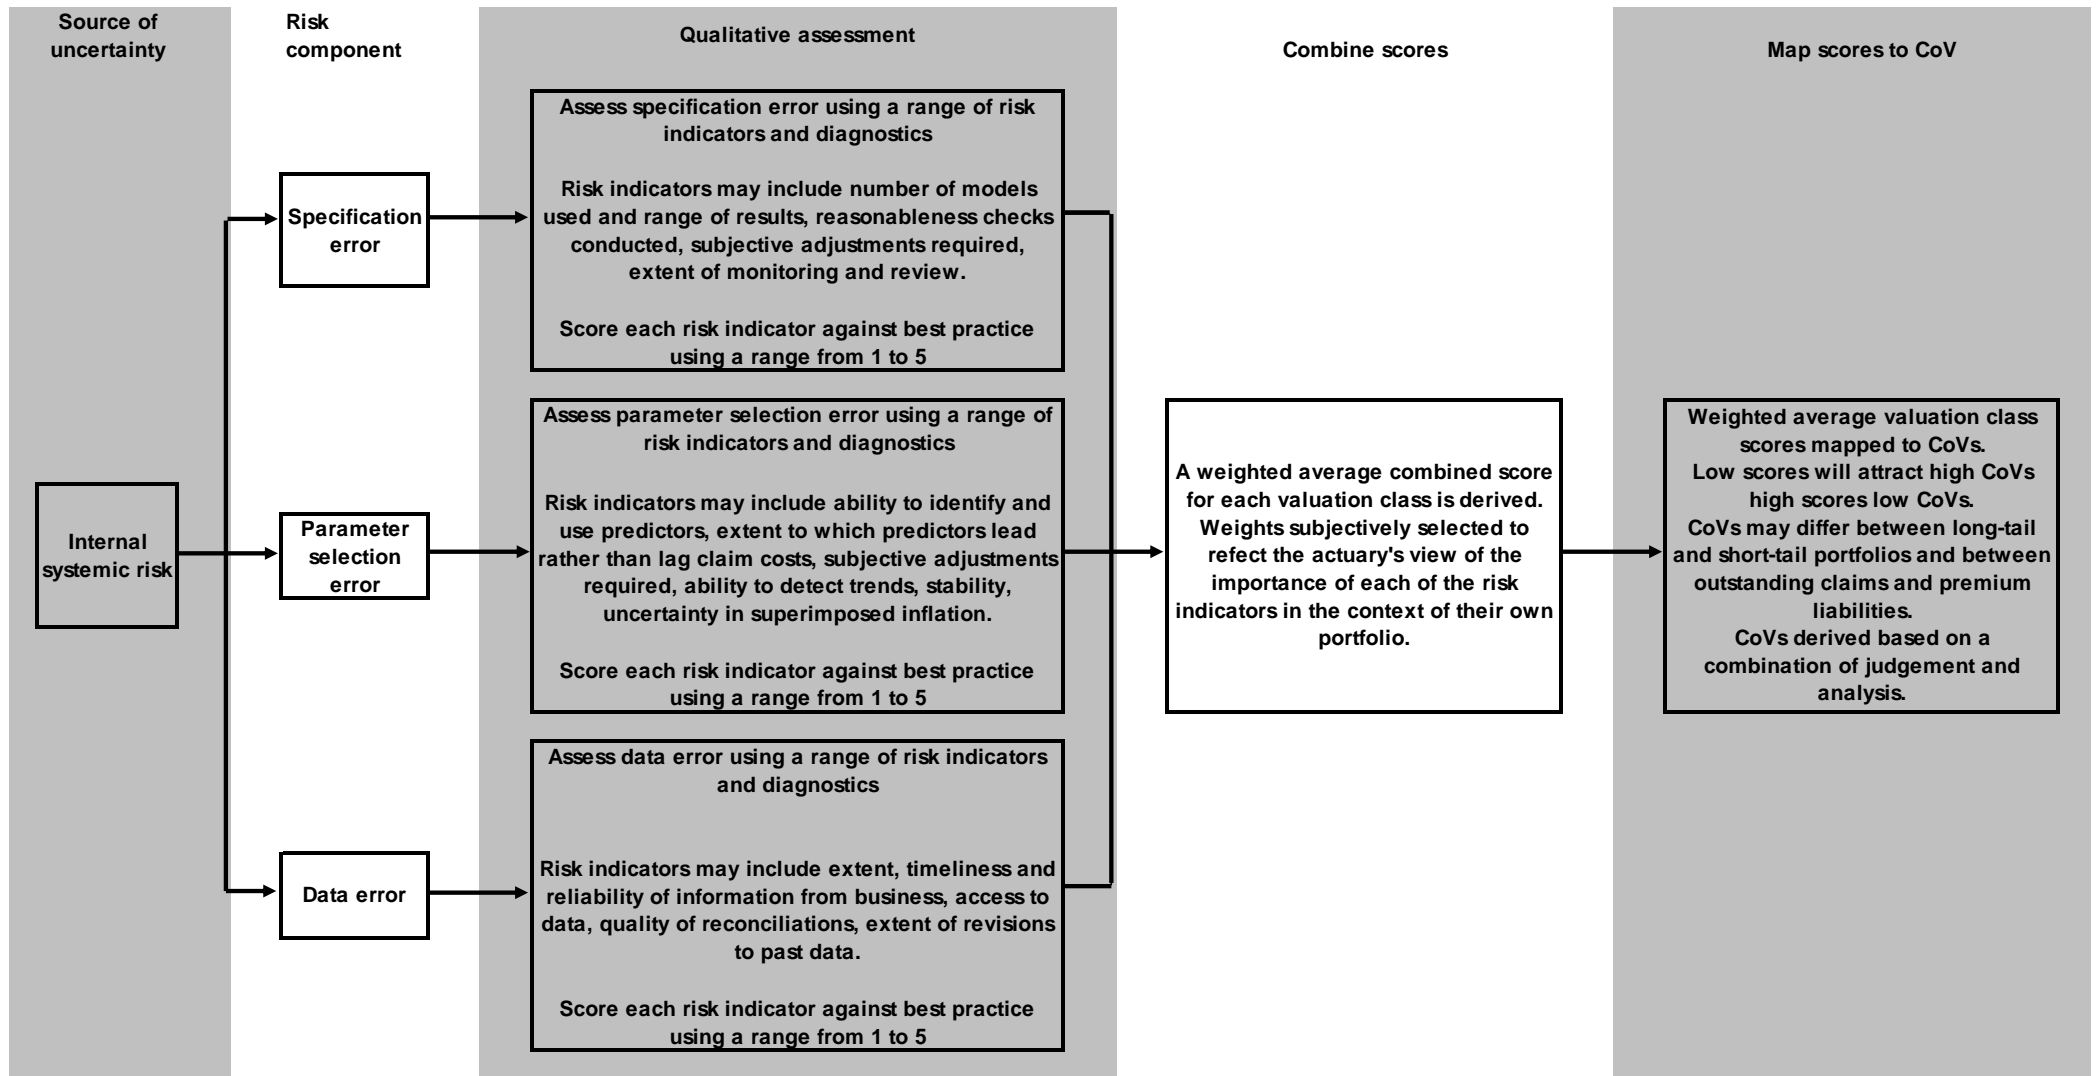 Source of
uncertainty
Risk
component
Qualitative assessment
Combine scores
Map scores to CoV
Internal
systemic risk
Specification
error
Parameter
selection
error
Data error
Assess specification error using a range of risk
indicators and diagnostics
Risk indicators may include number of models
used and range of results, reasonableness checks
conducted, subjective adjustments required,
extent of monitoring and review.
Score each risk indicator against best practice
using a range from 1 to 5
Assess parameter selection error using a range of
risk indicators and diagnostics
Risk indicators may include ability to identify and
use predictors, extent to which predictors lead
rather than lag claim costs, subjective adjustments
required, ability to detect trends, stability,
uncertainty in superimposed inflation.
Score each risk indicator against best practice
using a range from 1 to 5
Assess data error using a range of risk indicators
and diagnostics
Risk indicators may include extent, timeliness and
reliability of information from business, access to
data, quality of reconciliations, extent of revisions
to past data.
Score each risk indicator against best practice
using a range from 1 to 5
A weighted average combined score
for each valuation class is derived.
Weights subjectively selected to
refect the actuary's view of the
importance of each of the risk
indicators in the context of their own
portfolio.
Weighted average valuation class
scores mapped to CoVs.
Low scores will attract high CoVs
high scores low CoVs.
CoVs may differ between long-tail
and short-tail portfolios and between
outstanding claims and premium
liabilities.
CoVs derived based on a
combination of judgement and
analysis.